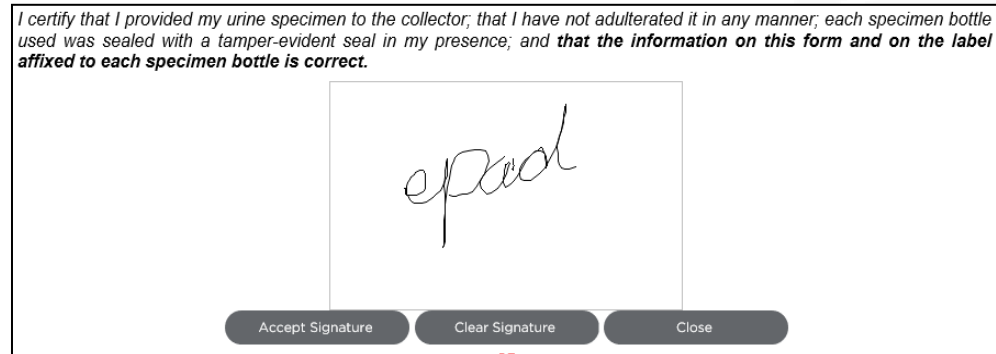 I certify that I provided my urine specimen to the collector; that I have not adulterated it in any manner; each specimen bottle
used was sealed with a tamper-evident seal in my presence; and that the information on this form and on the label
affixed to each specimen bottle is correct.
epad
Accept Signature Clear Signature Close